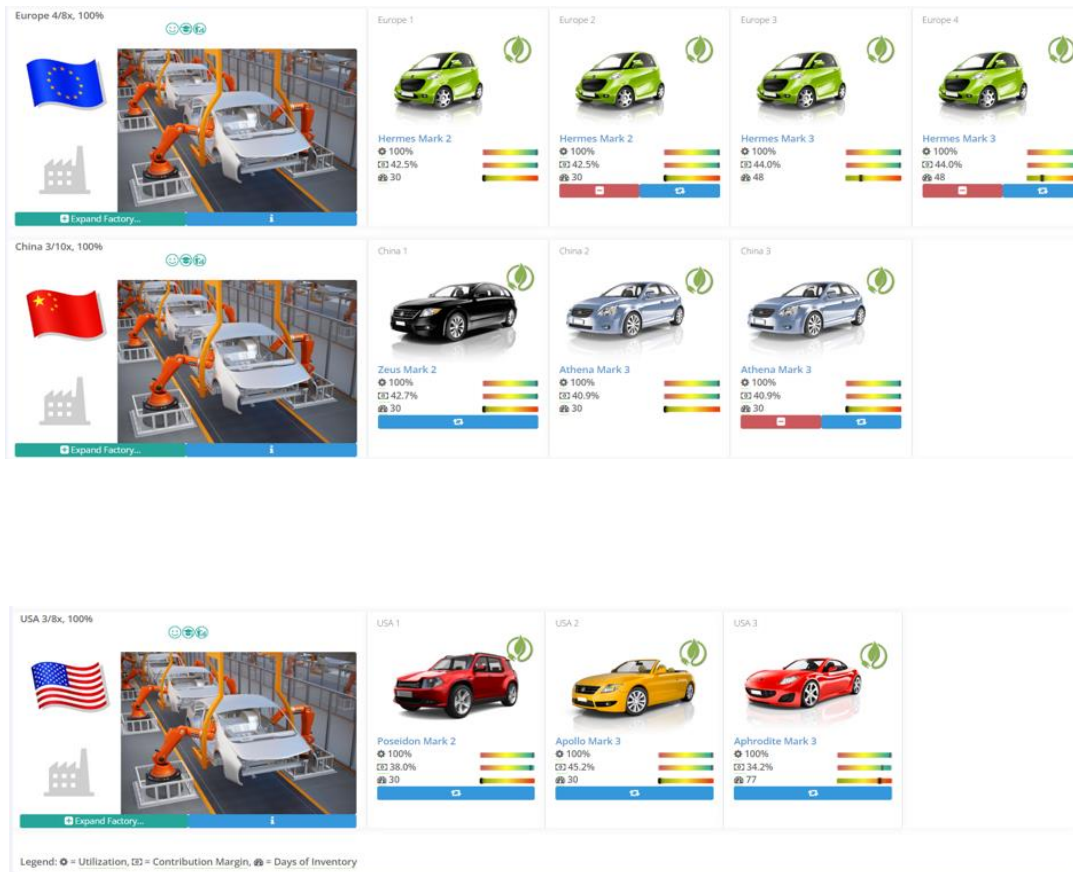 Europe 4/8x, 100%
Expand Factory...
i
Europe 1
Hermes Mark 2
100%
42.5%
30
Europe 2
Hermes Mark 2
100%
42.5%
30
Europe 3
Hermes Mark 3
100%
44.0%
48
Europe 4
Hermes Mark 3
100%
44.0%
48
China 3/10x, 100%
Expand Factory...
i
China 1
Zeus Mark 2
100%
42.7%
30
China 2
Athena Mark 3
100%
40.9%
30
China 3
Athena Mark 3
100%
40.9%
30
USA 3/8x, 100%
Expand Factory...
i
USA 1
Poseidon Mark 2
100%
38.0%
30
USA 2
Apollo Mark 3
100%
45.2%
30
USA 3
Aphrodite Mark 3
100%
34.2%
77
Legend: = Utilization, = Contribution Margin, = Days of Inventory